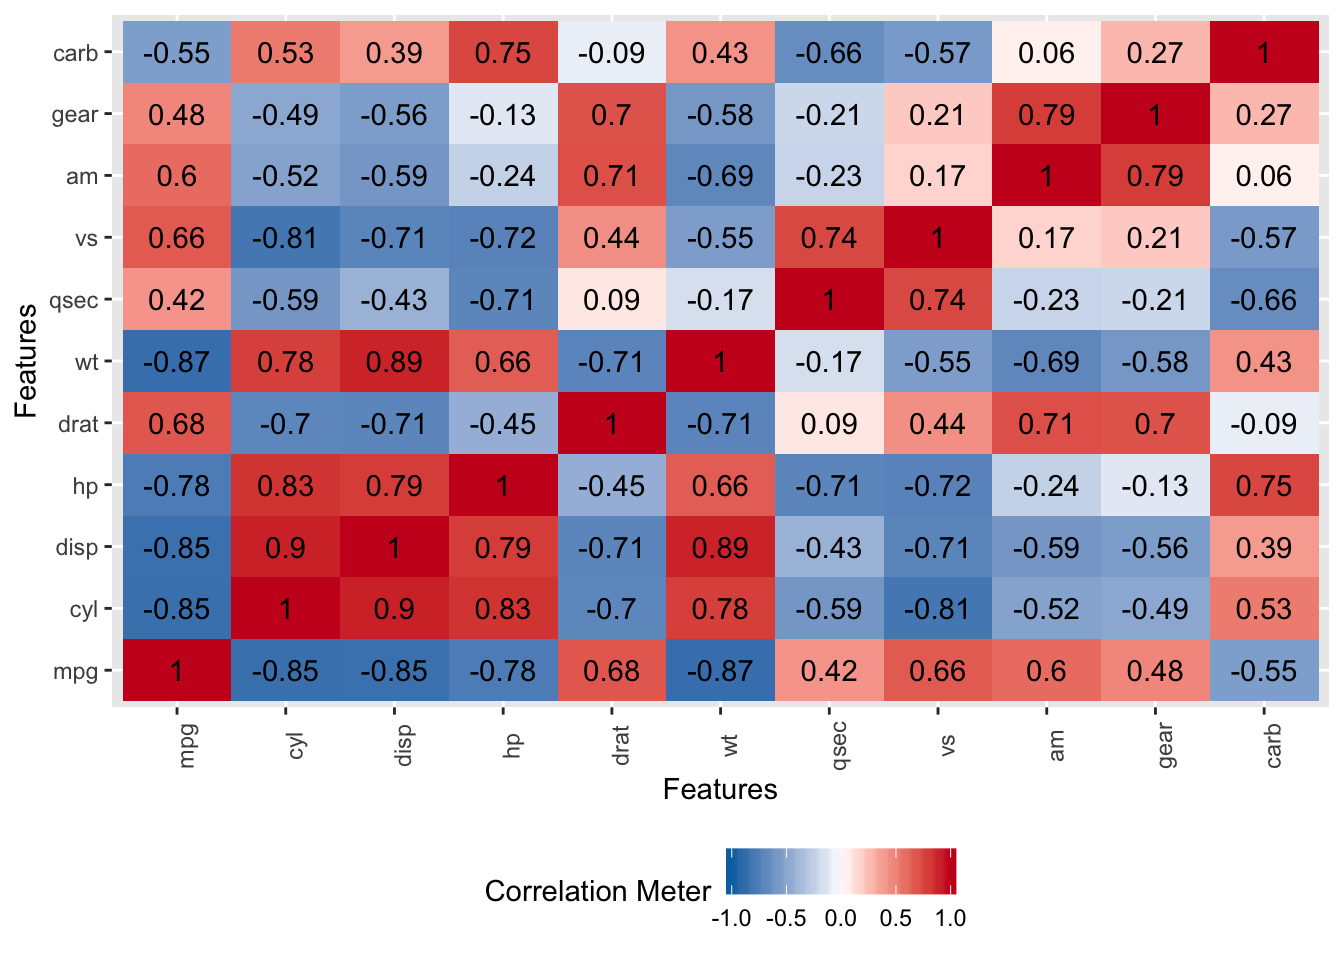 carb -0.55 0.53 0.39 0.75 -0.09 0.43 -0.66 -0.57 0.06 0.27 1
gear 0.48 -0.49 -0.56 -0.13 0.7 -0.58 -0.21 0.21 0.79 1 0.27
am 0.6 -0.52 -0.59 -0.24 0.71 -0.69 -0.23 0.17 1 0.79 0.06
vs 0.66 -0.81 -0.71 -0.72 0.44 -0.55 0.74 1 0.17 0.21 -0.57
qsec 0.42 -0.59 -0.43 -0.71 0.09 -0.17 1 0.74 -0.23 -0.21 -0.66
wt -0.87 0.78 0.89 0.66 -0.71 1 -0.17 -0.55 -0.69 -0.58 0.43
drat 0.68 -0.7 -0.71 -0.45 1 -0.71 0.09 0.44 0.71 0.7 -0.09
hp -0.78 0.83 0.79 1 -0.45 0.66 -0.71 -0.72 -0.24 -0.13 0.75
disp -0.85 0.9 1 0.79 -0.71 0.89 -0.43 -0.71 -0.59 -0.56 0.39
cyl -0.85 1 0.9 0.83 -0.7 0.78 -0.59 -0.81 -0.52 -0.49 0.53
mpg 1 -0.85 -0.85 -0.78 0.68 -0.87 0.42 0.66 0.6 0.48 -0.55
Features
mpg cyl disp hp drat wt qsec vs am gear carb
Features
Correlation Meter
-1.0 -0.5 0.0 0.5 1.0